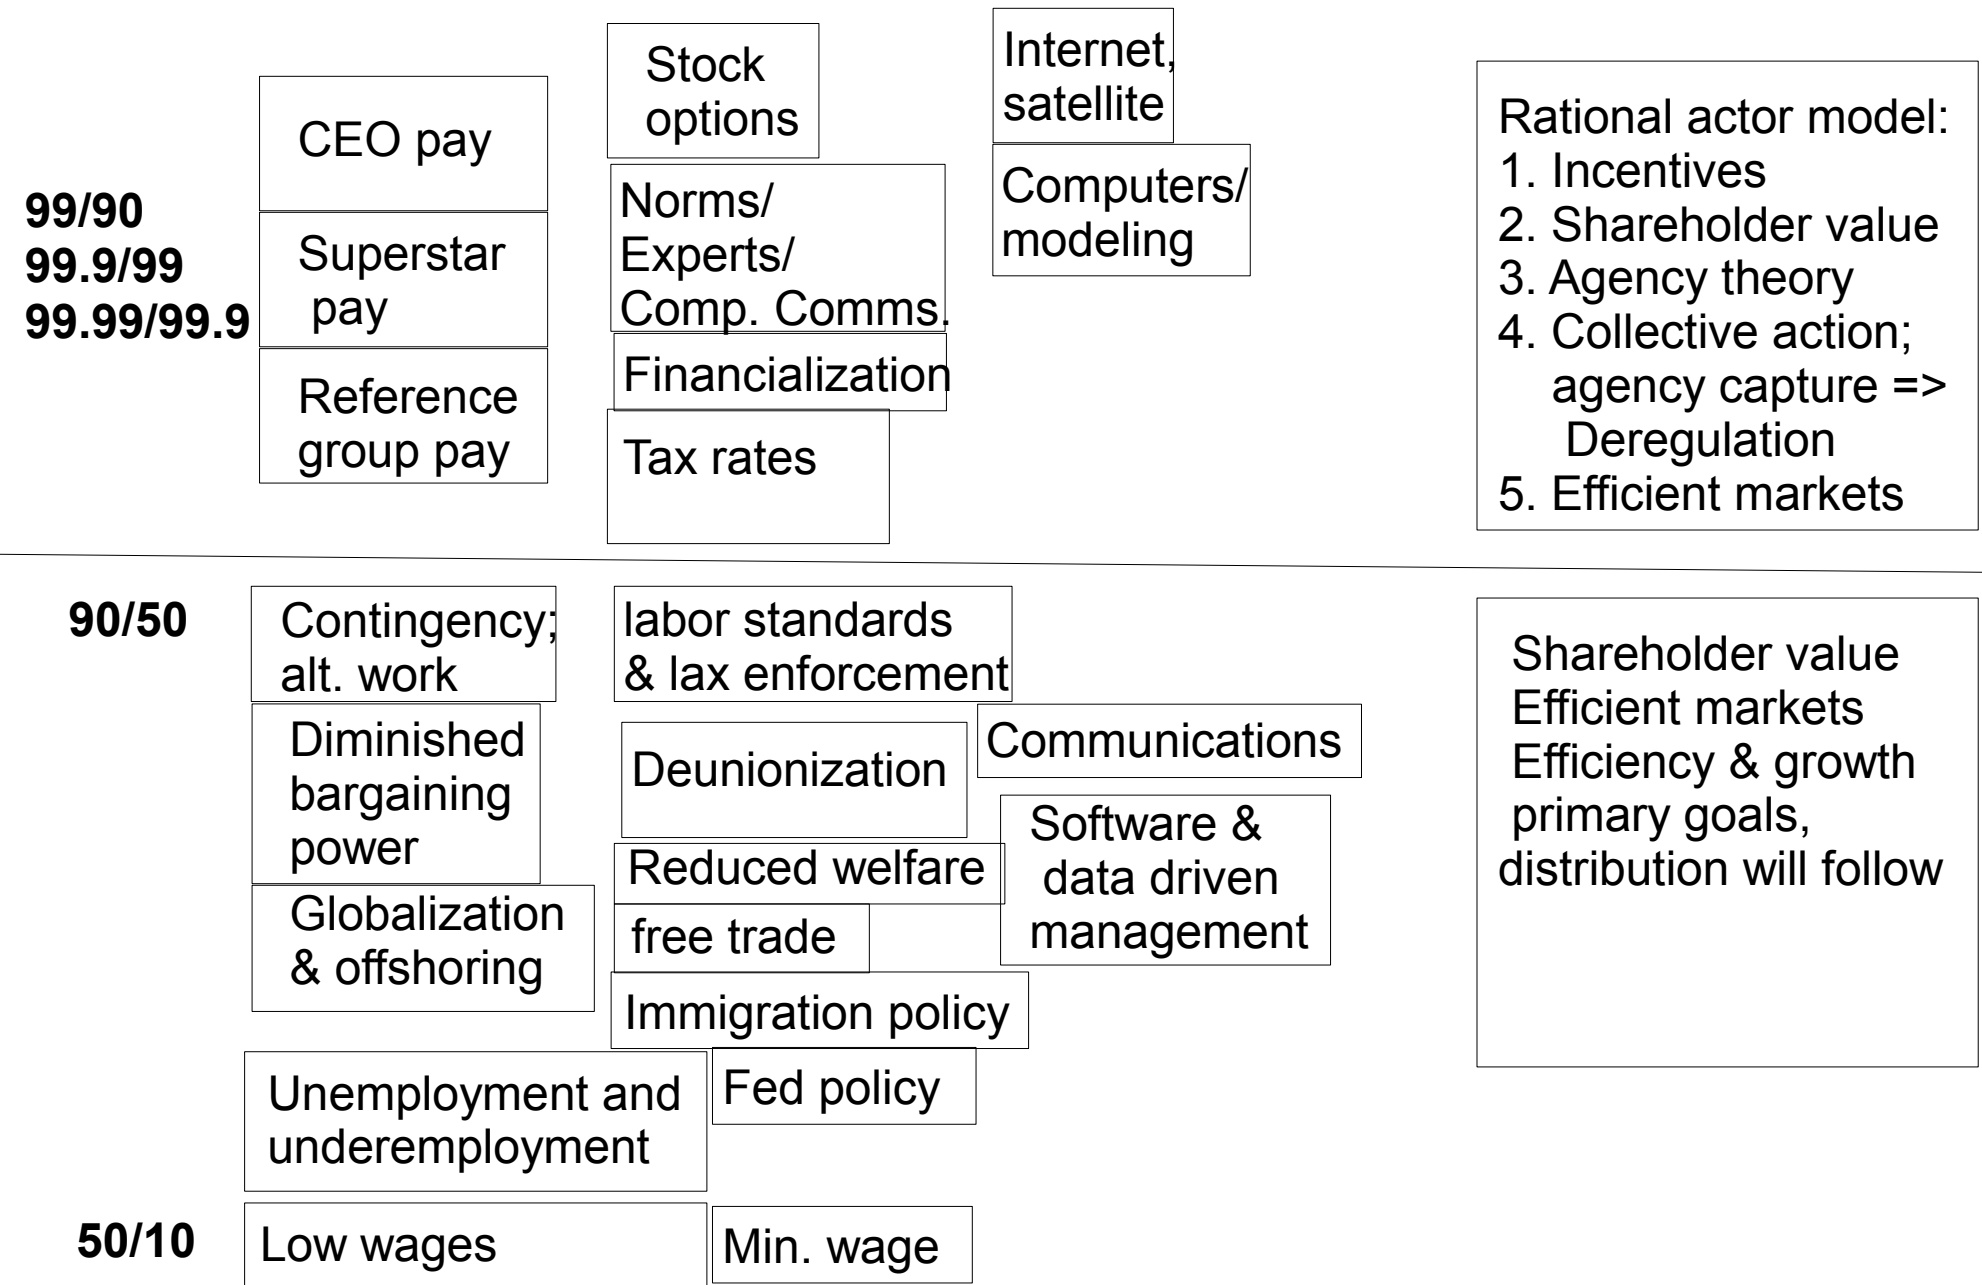 99/90
99.9/99
99.99/99.9
CEO pay
Superstar
pay
Reference
group pay
Stock
options
Norms/
Experts/
Comp. Comms.
Financialization
Tax rates
Internet,
satellite
Computers/
modeling
Rational actor model:
1. Incentives
2. Shareholder value
3. Agency theory
4. Collective action;
agency capture =>
Deregulation
5. Efficient markets
90/50
Contingency;
alt. work
Diminished
bargaining
power
Globalization
& offshoring
Unemployment and
underemployment
labor standards
& lax enforcement
Deunionization
Reduced welfare
free trade
Immigration policy
Fed policy
Communications
Software &
data driven
management
Shareholder value
Efficient markets
Efficiency & growth
primary goals,
distribution will follow
50/10
Low wages
Min. wage